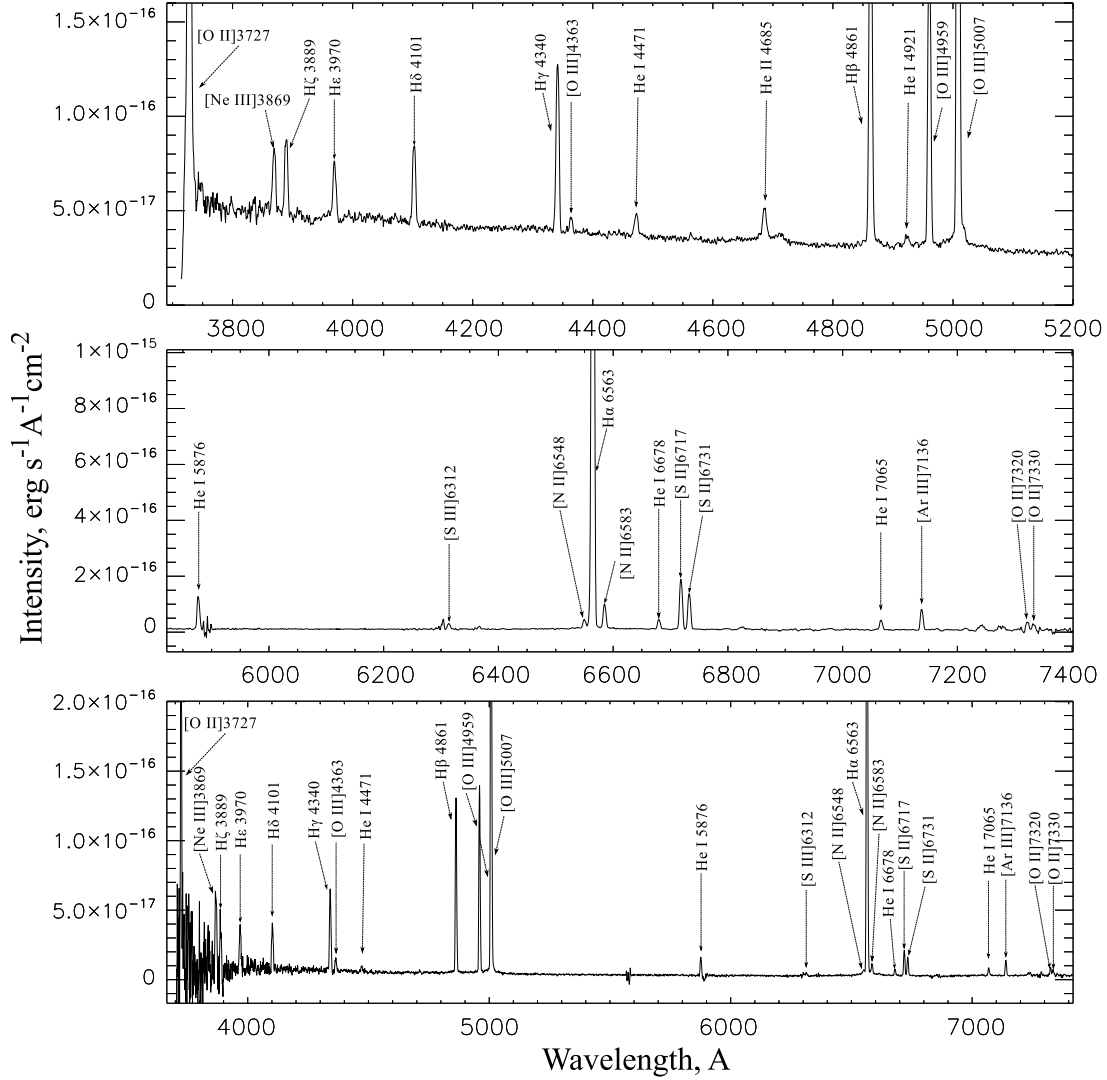 1.5×10-16
1.0×10-16
5.0×10-17
0
[O II]3727
[Ne III]3869
Hζ 3889
Hε 3970
Hδ 4101
Hγ 4340
[O III]4363
He I 4471
He II 4685
Hβ 4861
He I 4921
[O III]4959
[O III]5007
3800 4000 4200 4400 4600 4800 5000 5200
Intensity, erg s-1A-1cm-2
1×10-15
8×10-16
6×10-16
4×10-16
2×10-16
0
He I 5876
[S III]6312
[N II]6548
Hα 6563
[N II]6583
He I 6678
[S II]6717
[S II]6731
He I 7065
[Ar III]7136
[O II]7320
[O II]7330
6000 6200 6400 6600 6800 7000 7200 7400
2.0×10-16
1.5×10-16
1.0×10-16
5.0×10-17
0
[O II]3727
[Ne III]3869
Hζ 3889
Hε 3970
Hδ 4101
Hγ 4340
[O III]4363
He I 4471
Hβ 4861
[O III]4959
[O III]5007
He I 5876
[S III]6312
[N II]6548
Hα 6563
[N II]6583
He I 6678
[S II]6717
[S II]6731
He I 7065
[Ar III]7136
[O II]7320
[O II]7330
4000 5000 6000 7000
Wavelength, A